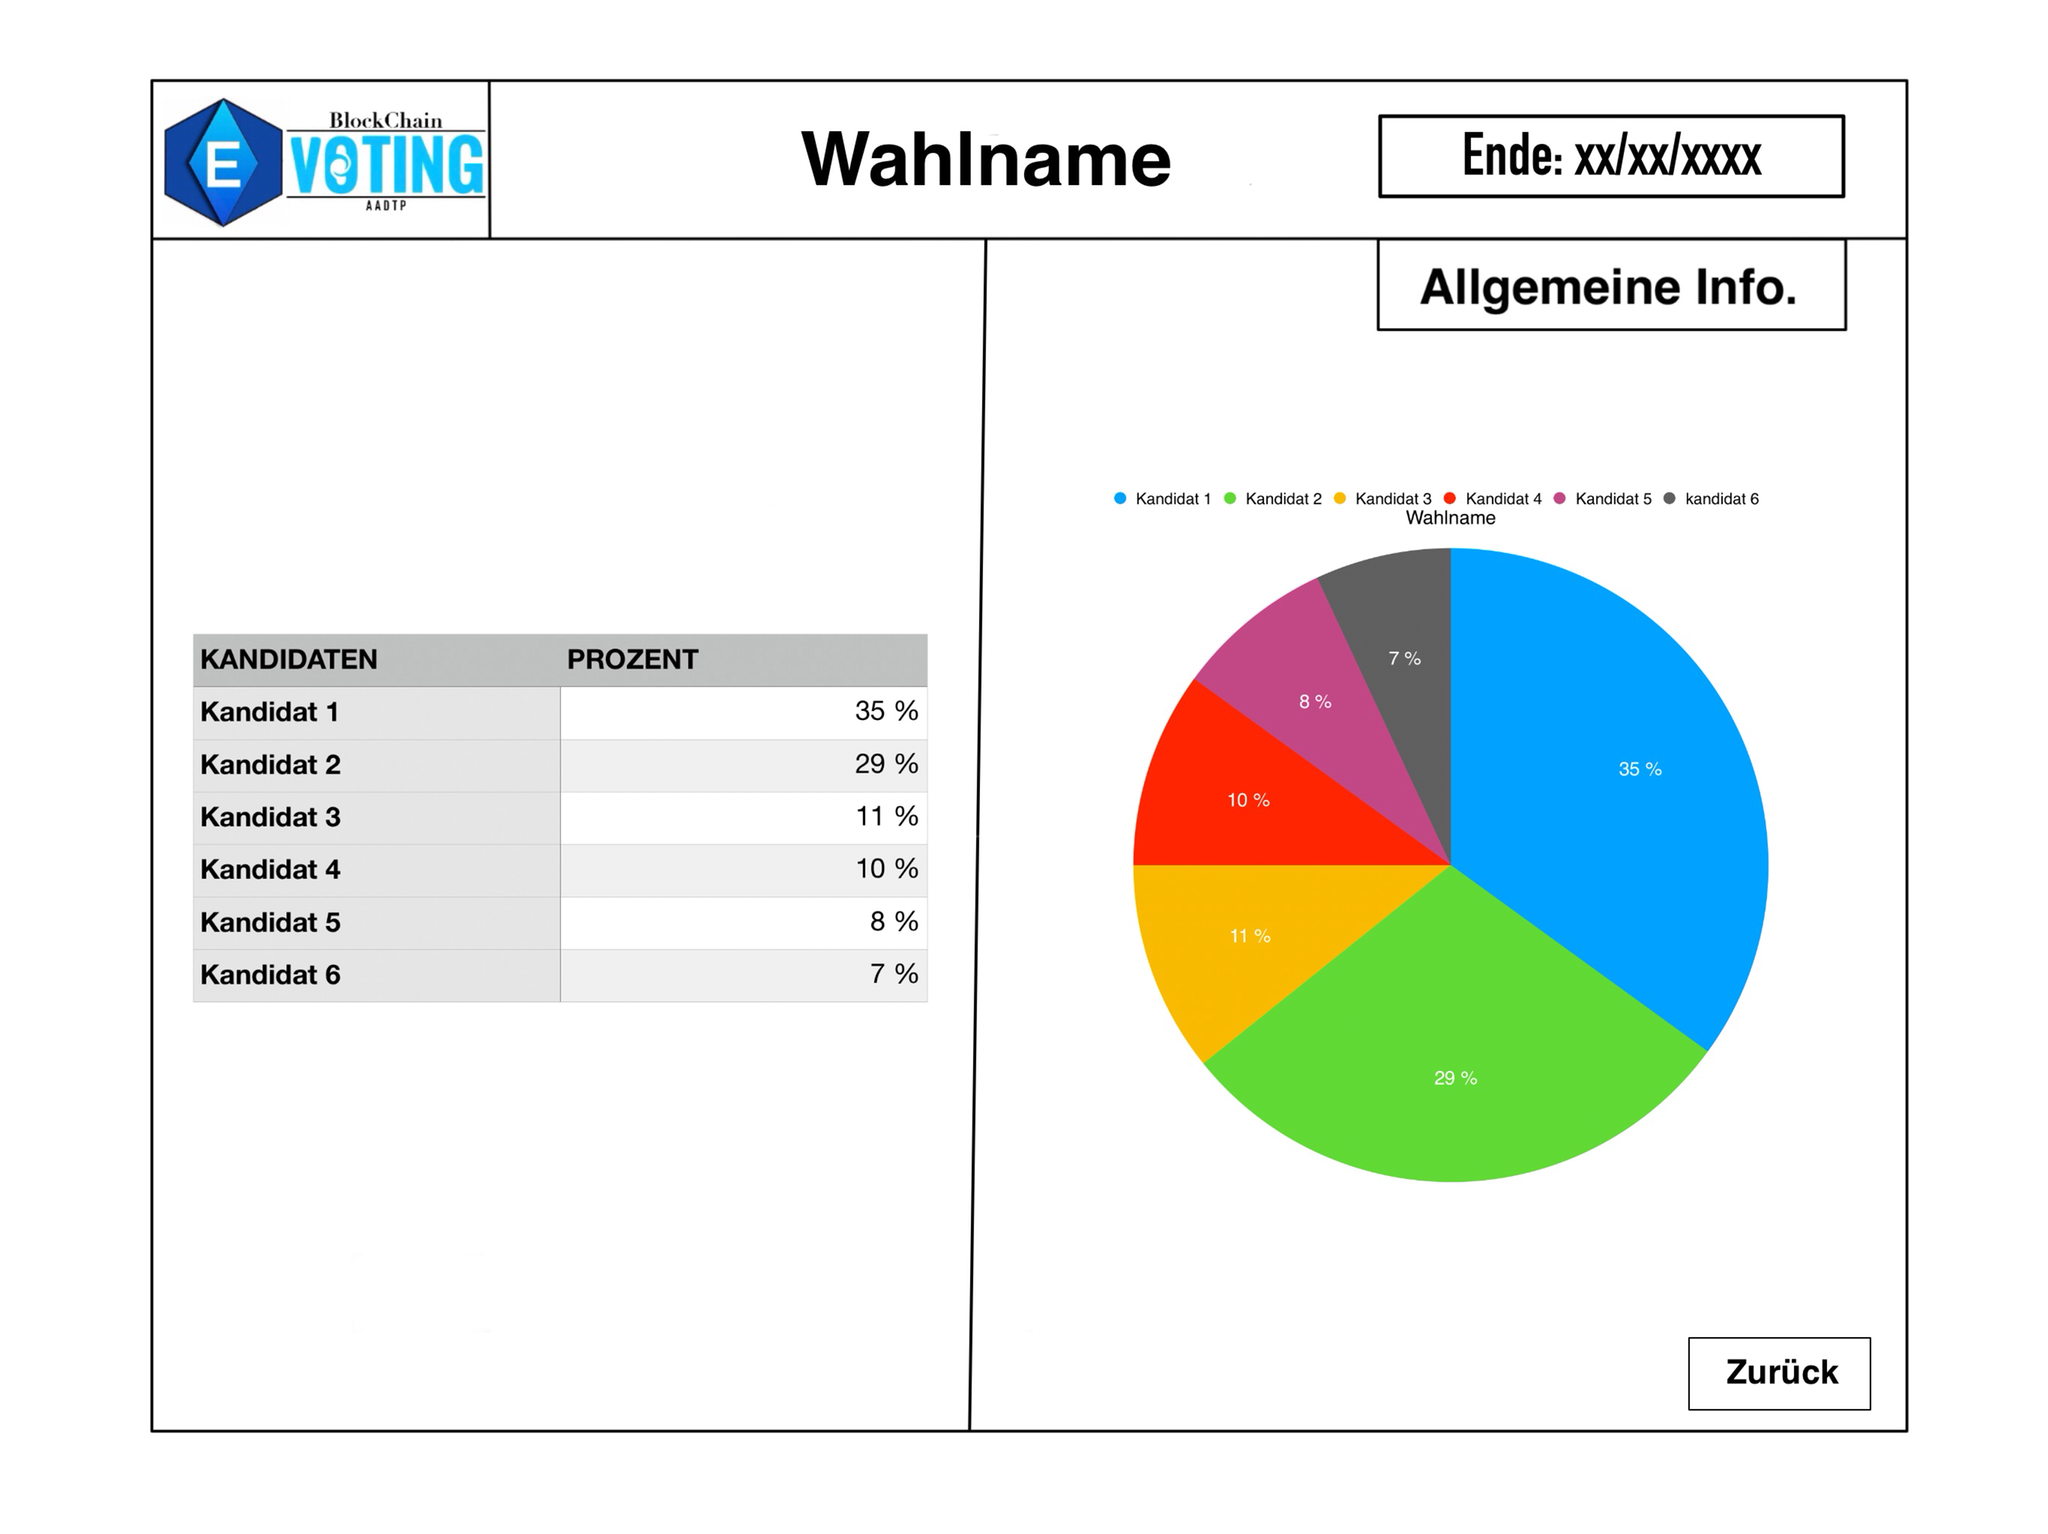 BlockChain
E VOTING
AADTP
Wahlname
Ende: xx/xx/xxxx
Allgemeine Info.
KANDIDATEN PROZENT
Kandidat 1 35 %
Kandidat 2 29 %
Kandidat 3 11 %
Kandidat 4 10 %
Kandidat 5 8 %
Kandidat 6 7 %
Kandidat 1 Kandidat 2 Kandidat 3 Kandidat 4 Kandidat 5 kandidat 6
Wahlname
7 %
8 %
35 %
10 %
11 %
29 %
Zurück